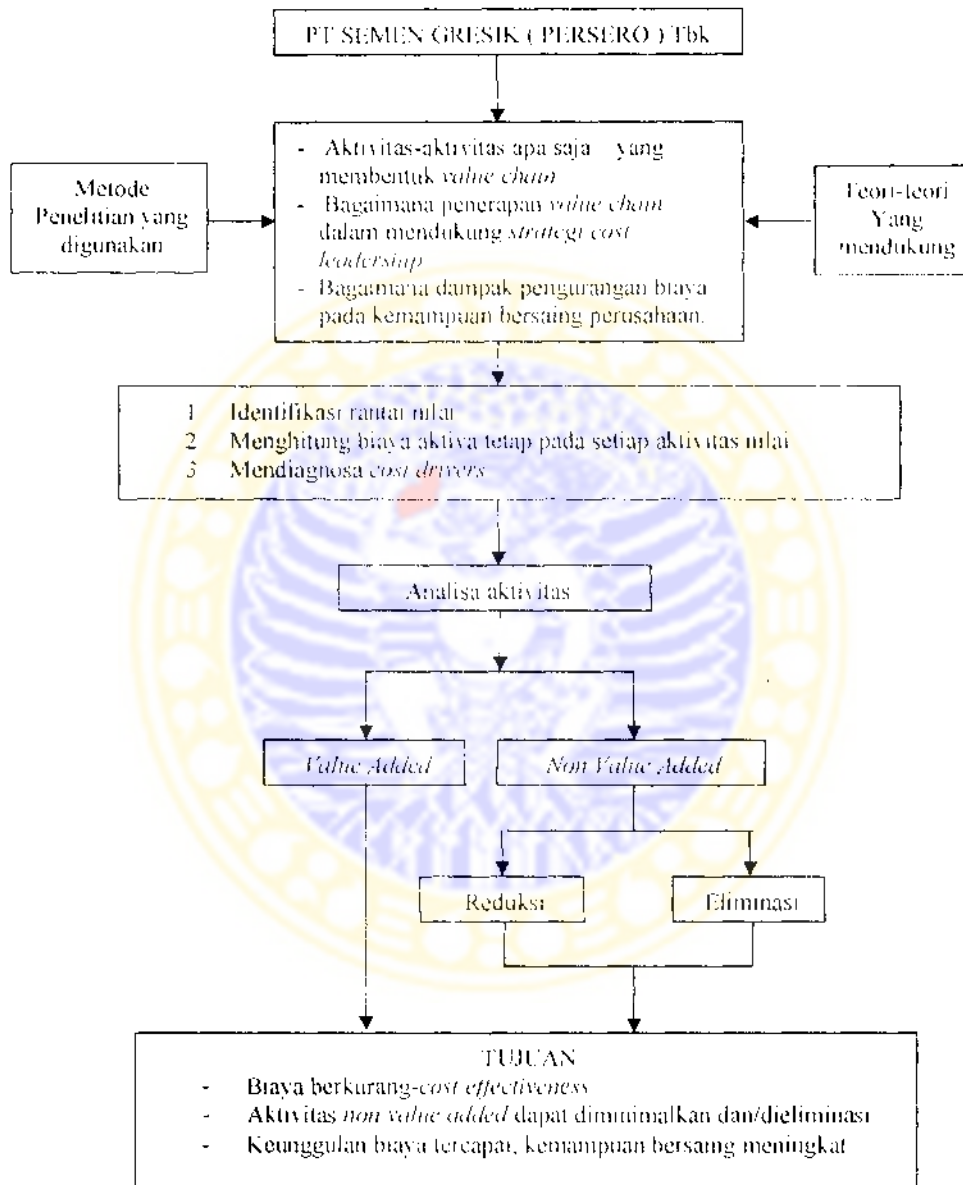 PT SEMEN GRESIK ( PERSERO ) Tbk
Metode
Penelitian yang
digunakan
- Aktivitas-aktivitas apa saja yang
membentuk value chain
- Bagaimana penerapan value chain
dalam mendukung strategi cost
leadership
- Bagaimana dampak pengurangan biaya
pada kemampuan bersaing perusahaan.
Teori-teori
Yang
mendukung
1 Identifikasi rantai nilai
2 Menghitung biaya aktiva tetap pada setiap aktivitas nilai
3 Mendiagnosa cost drivers
Analisa aktivitas
Value Added
Non Value Added
Reduksi
Eliminasi
TUJUAN
- Biaya berkurang-cost effectiveness
- Aktivitas non value added dapat diminimalkan dan/dieliminasi
- Keunggulan biaya tercapai, kemampuan bersaing meningkat